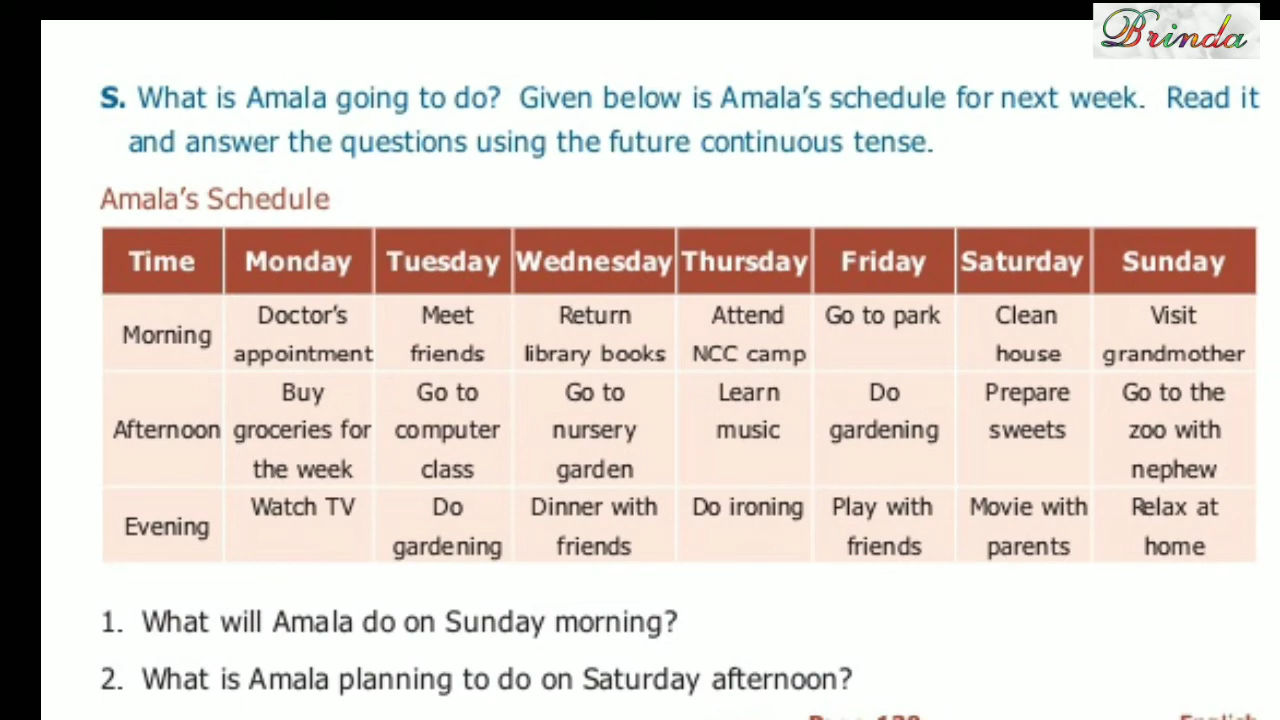 Brinda
S. What is Amala going to do? Given below is Amala's schedule for next week. Read it
and answer the questions using the future continuous tense.
Amala's Schedule
Time Monday Tuesday Wednesday Thursday Friday Saturday Sunday
Morning Doctor's appointment Meet friends Return library books Attend NCC camp Go to park Clean house Visit grandmother
Afternoon Buy groceries for the week Go to computer class Go to nursery garden Learn music Do gardening Prepare sweets Go to the zoo with nephew
Evening Watch TV Do gardening Dinner with friends Do ironing Play with friends Movie with parents Relax at home
1. What will Amala do on Sunday morning?
2. What is Amala planning to do on Saturday afternoon?